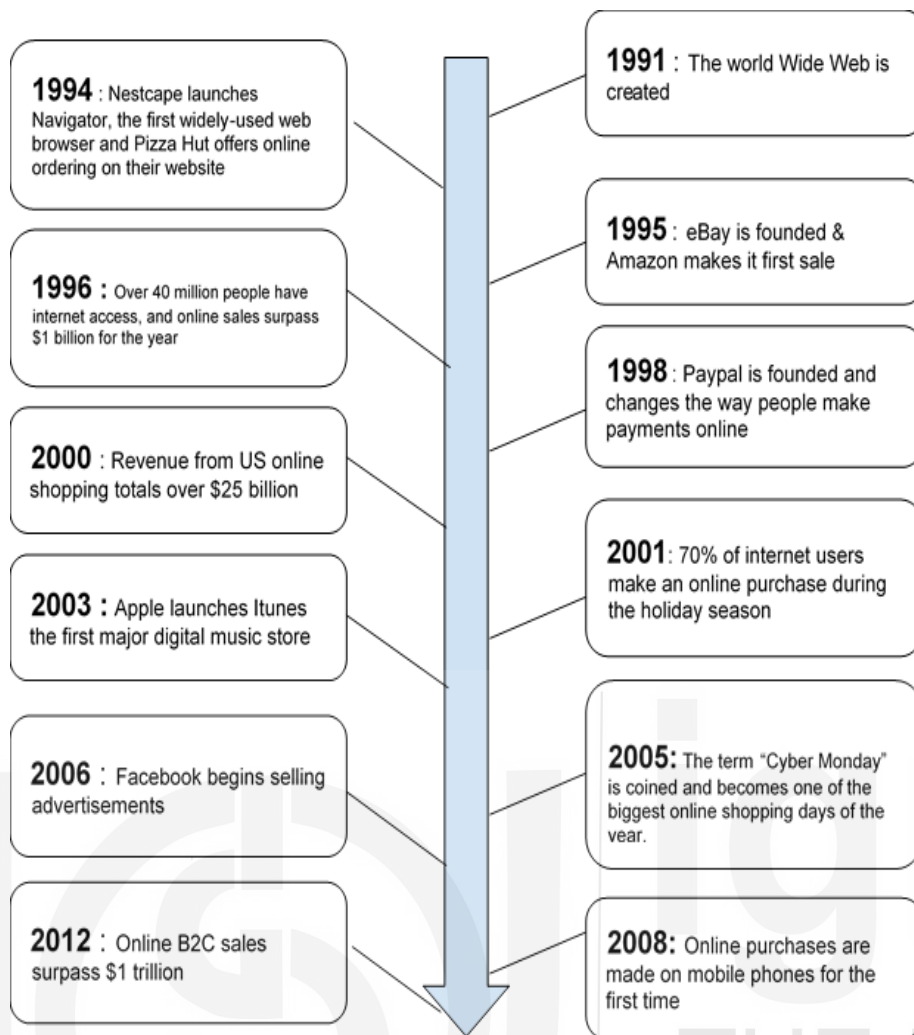 1991 : The world Wide Web is
created
1994 : Nestcape launches
Navigator, the first widely-used web
browser and Pizza Hut offers online
ordering on their website
1995 : eBay is founded &
Amazon makes it first sale
1996 : Over 40 million people have
internet access, and online sales surpass
$1 billion for the year
1998 : Paypal is founded and
changes the way people make
payments online
2000 : Revenue from US online
shopping totals over $25 billion
2001: 70% of internet users
make an online purchase during
the holiday season
2003 : Apple launches Itunes
the first major digital music store
2005: The term “Cyber Monday”
is coined and becomes one of the
biggest online shopping days of the
year.
2006 : Facebook begins selling
advertisements
2008: Online purchases are
made on mobile phones for the
first time
2012 : Online B2C sales
surpass $1 trillion